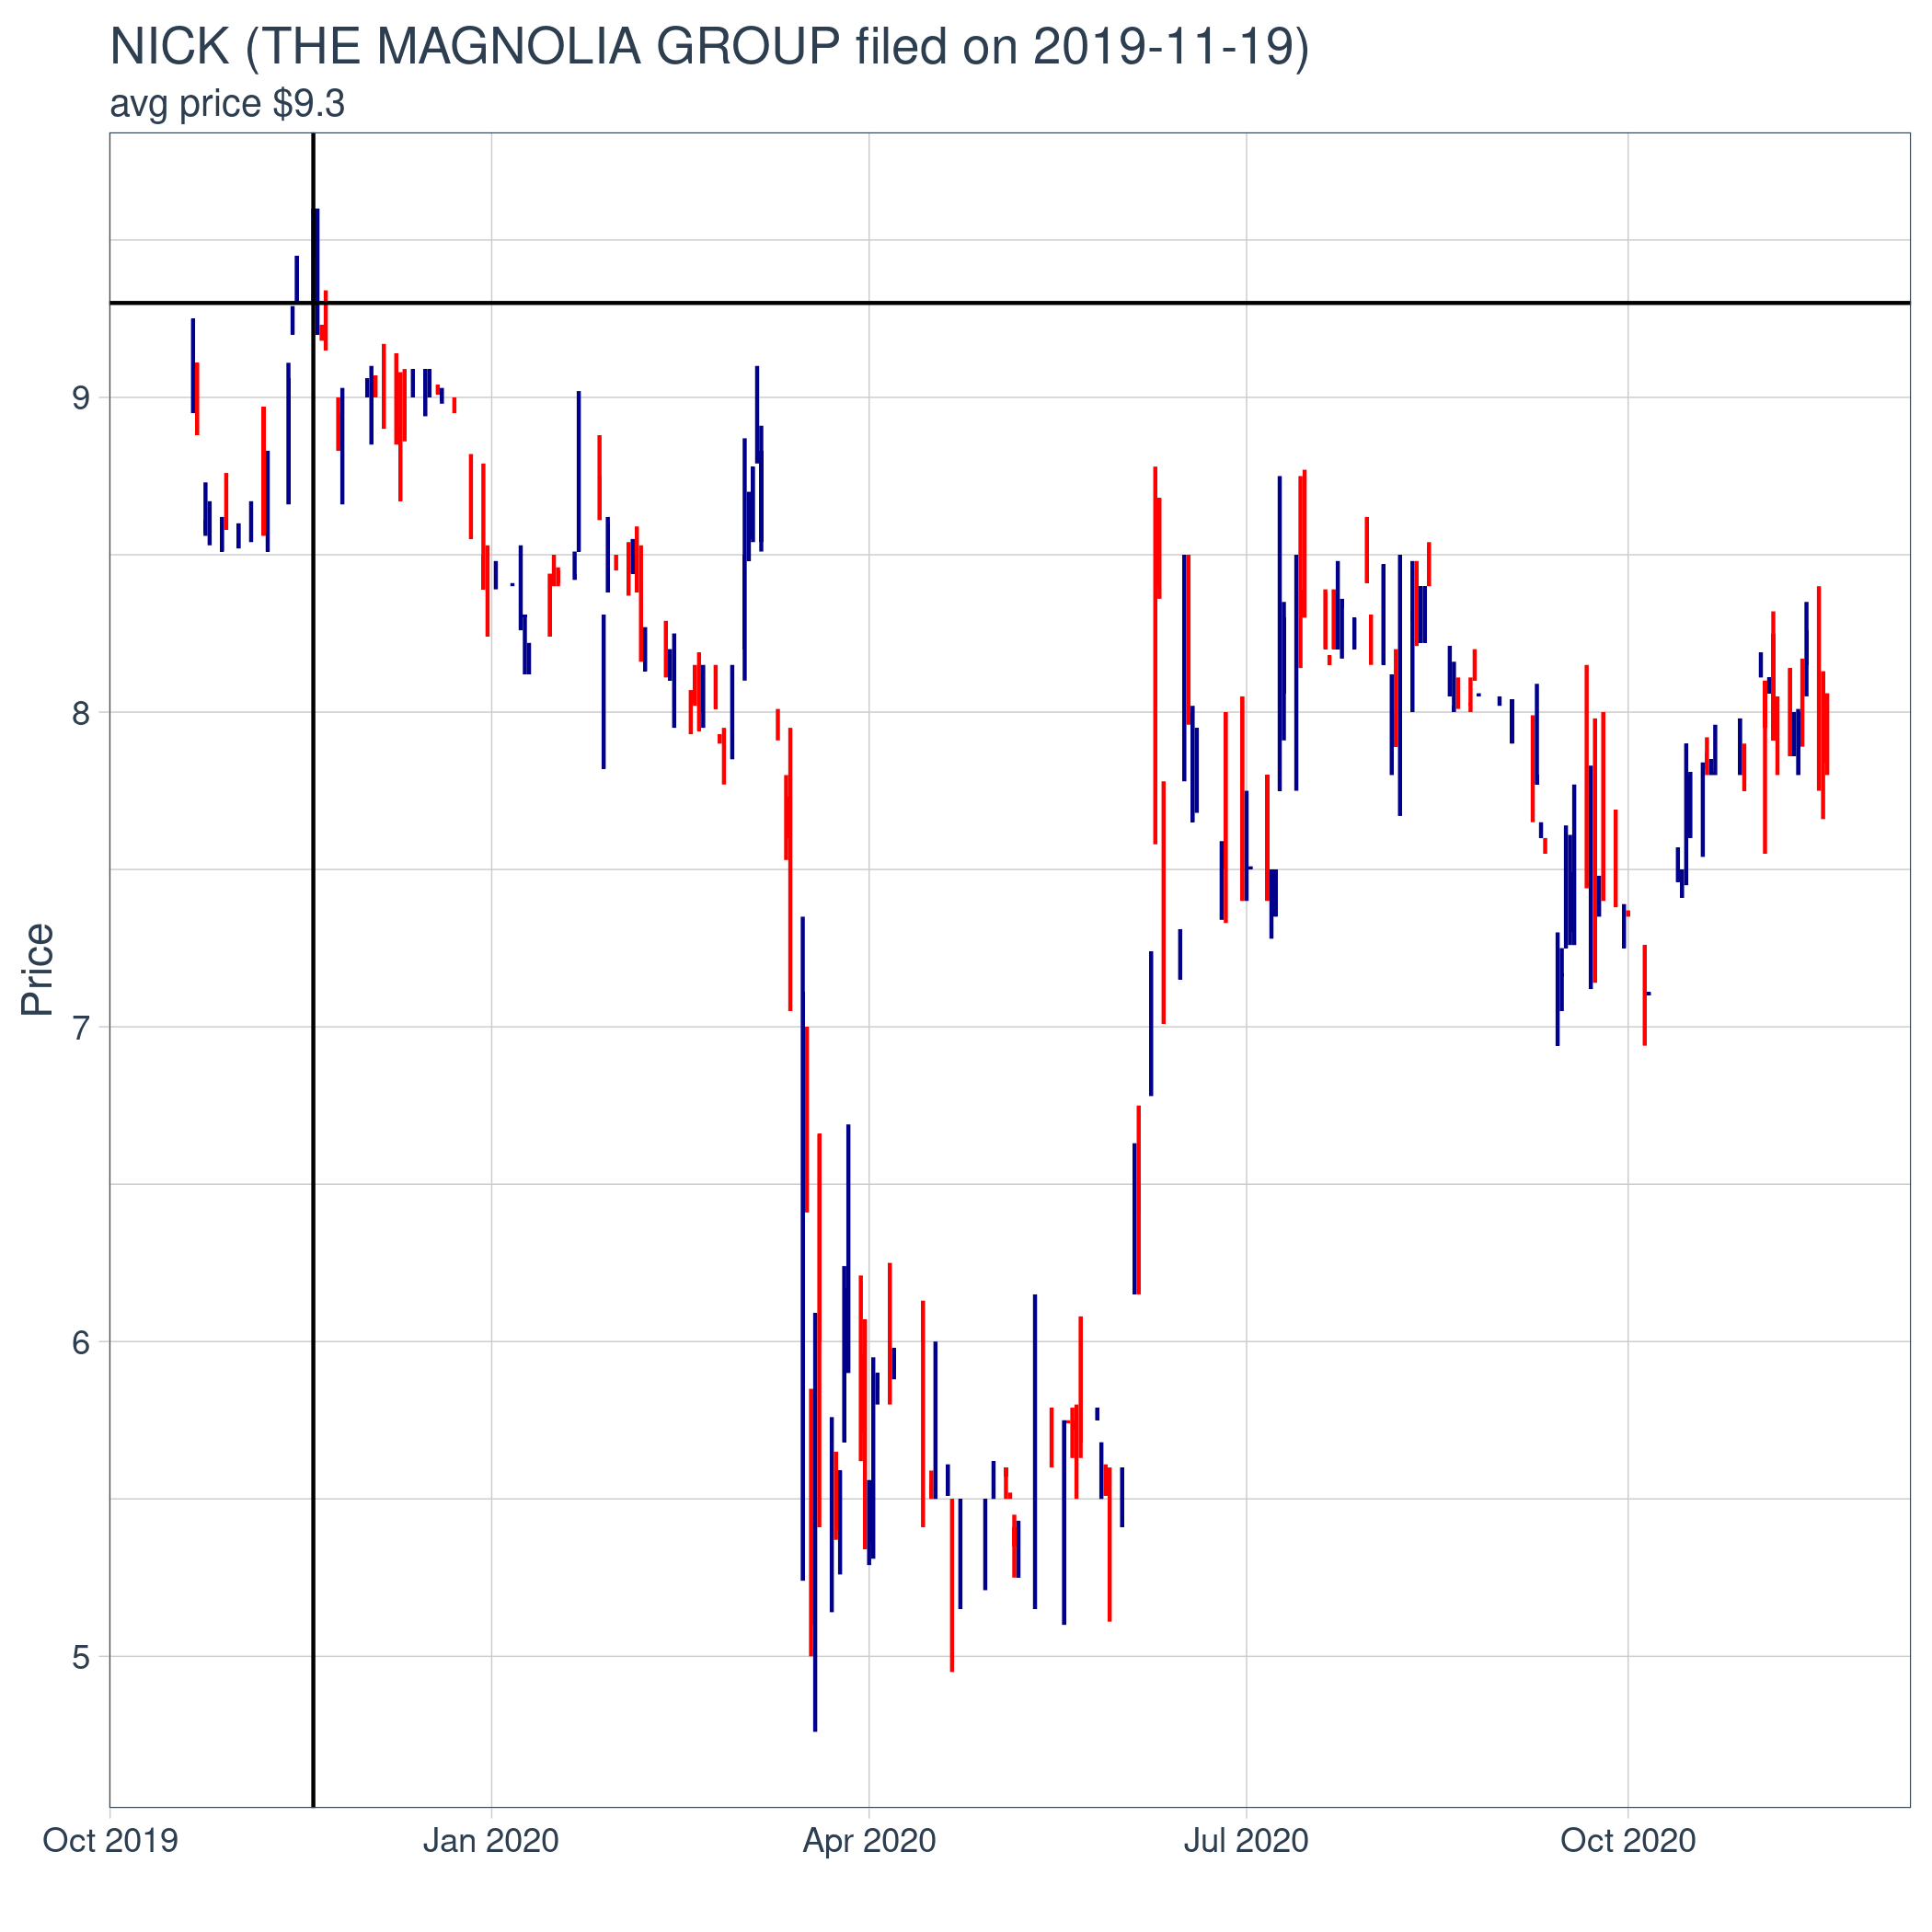 NICK (THE MAGNOLIA GROUP filed on 2019-11-19)
avg price $9.3
9
8
7
6
5
Price
Oct 2019
Jan 2020
Apr 2020
Jul 2020
Oct 2020